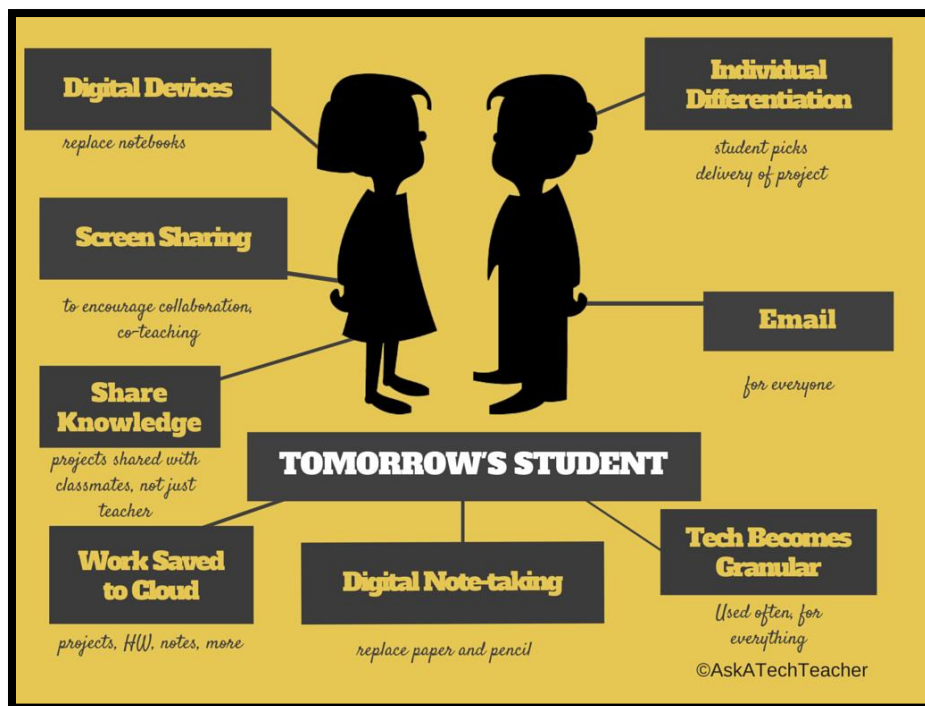 Digital Devices
replace notebooks
Individual
Differentiation
student picks
delivery of project
Screen Sharing
to encourage collaboration,
co-teaching
Email
for everyone
Share
Knowledge
projects shared with
classmates, not just
teacher
TOMORROW'S STUDENT
Work Saved
to Cloud
projects, HW, notes, more
Digital Note-taking
replace paper and pencil
Tech Becomes
Granular
Used often, for
everything
©AskATechTeacher